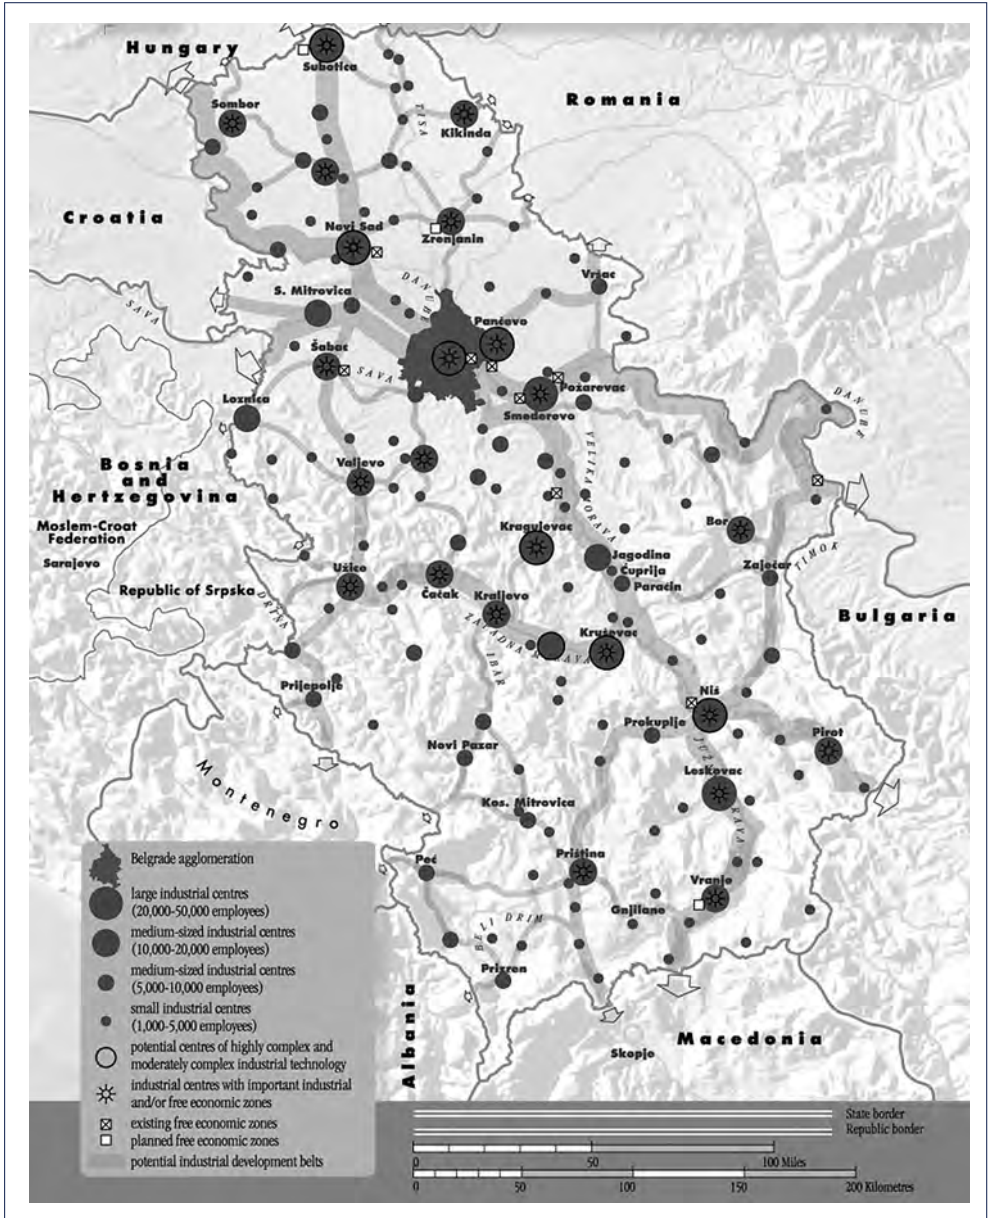 Hungary
Subotica
Sombor
TISA
Kikinda
Romania
Croatia
Novi Sad
Zrenjanin
DANUBE
Vršac
S. Mitrovica
SAVA
Pančevo
Šabac
SAVA
Loznica
Požarevac
Smederevo
DANUBE
VELIKA MORAVA
Bosnia
and
Hertzegovina
Valjevo
Moslem-Croat
Federation
Sarajevo
Kragujevac
Bor
Jagodina
Ćuprija
Paraćin
Zaječar
TIMOK
Republic of Srpska
Užice
Čačak
Kraljevo
DRINA
Bulgaria
ZAPADNA MORAVA
Kruševac
IBAR
Prijepolje
Niš
Prokuplje
Pirot
JUŽNA MORAVA
Novi Pazar
Leskovac
Montenegro
Kos. Mitrovica
Peć
Priština
Vranje
Gnjilane
BELI DRIM
Prizren
Albania
Macedonia
Skopje
Belgrade agglomeration
large industrial centres
(20,000-50,000 employees)
medium-sized industrial centres
(10,000-20,000 employees)
medium-sized industrial centres
(5,000-10,000 employees)
small industrial centres
(1,000-5,000 employees)
potential centres of highly complex and
moderately complex industrial technology
industrial centres with important industrial
and/or free economic zones
existing free economic zones
planned free economic zones
potential industrial development belts
State border
Republic border
0 50 100 Miles
0 50 100 150 200 Kilometres